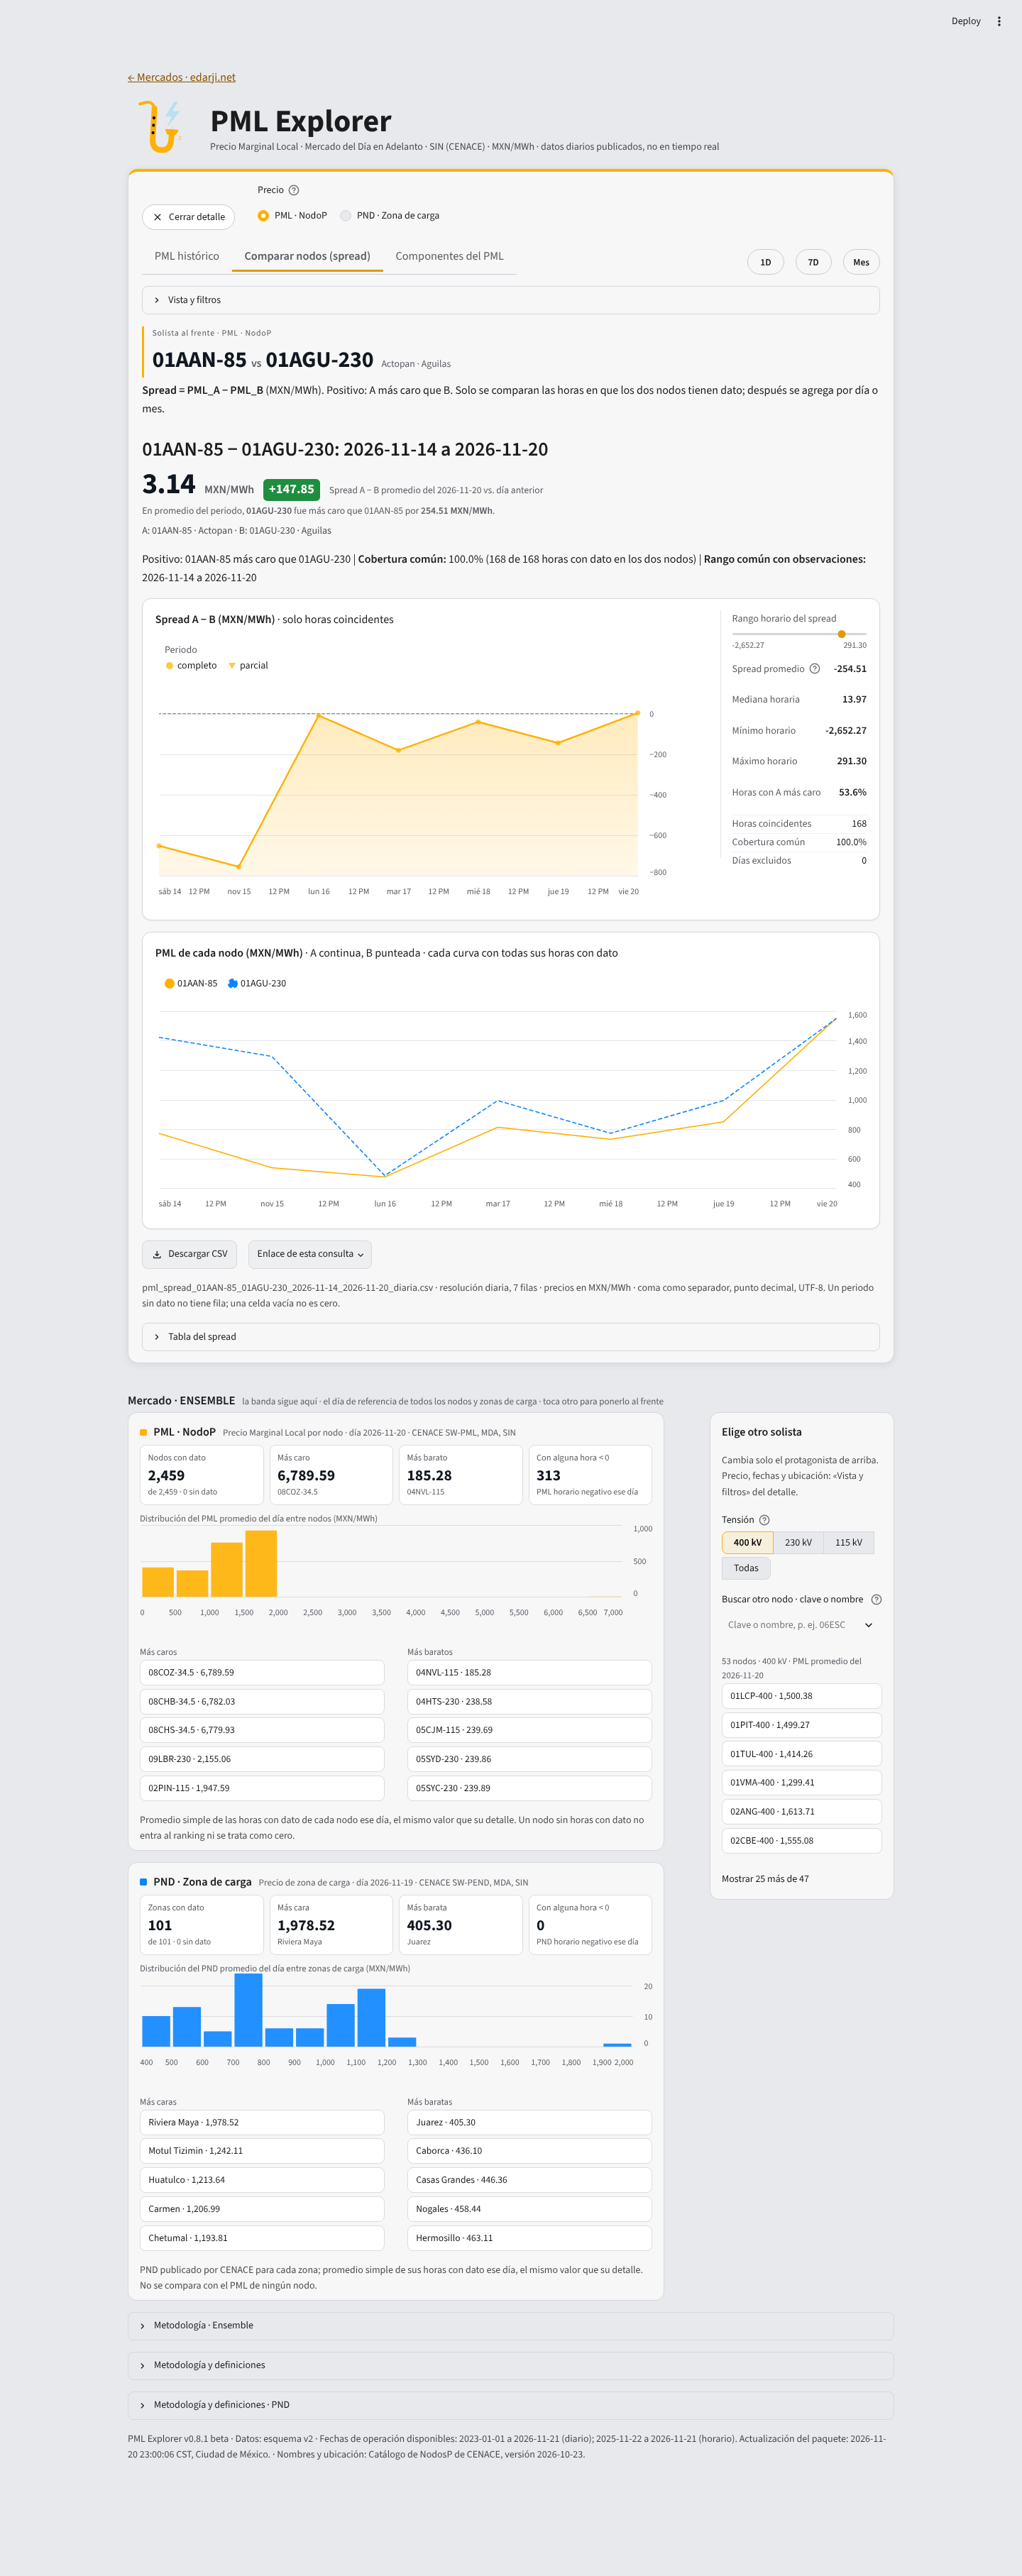 Deploy
← Mercados · edarji.net
PML Explorer
Precio Marginal Local · Mercado del Día en Adelanto · SIN (CENACE) · MXN/MWh · datos diarios publicados, no en tiempo real
Precio
Cerrar detalle
PML · NodoP
PND · Zona de carga
PML histórico
Comparar nodos (spread)
Componentes del PML
1D
7D
Mes
Vista y filtros
Solista al frente · PML · NodoP
01AAN-85 vs 01AGU-230 Actopan · Aguilas
Spread = PML_A − PML_B (MXN/MWh). Positivo: A más caro que B. Solo se comparan las horas en que los dos nodos tienen dato; después se agrega por día o
mes.
01AAN-85 − 01AGU-230: 2026-11-14 a 2026-11-20
3.14 MXN/MWh +147.85 Spread A − B promedio del 2026-11-20 vs. día anterior
En promedio del periodo, 01AGU-230 fue más caro que 01AAN-85 por 254.51 MXN/MWh.
A: 01AAN-85 · Actopan · B: 01AGU-230 · Aguilas
Positivo: 01AAN-85 más caro que 01AGU-230 | Cobertura común: 100.0% (168 de 168 horas con dato en los dos nodos) | Rango común con observaciones:
2026-11-14 a 2026-11-20
Spread A − B (MXN/MWh) · solo horas coincidentes
Periodo
completo
parcial
0
−200
−400
−600
−800
sáb 14 12 PM nov 15 12 PM lun 16 12 PM mar 17 12 PM mié 18 12 PM jue 19 12 PM vie 20
Rango horario del spread
-2,652.27 291.30
Spread promedio -254.51
Mediana horaria 13.97
Mínimo horario -2,652.27
Máximo horario 291.30
Horas con A más caro 53.6%
Horas coincidentes 168
Cobertura común 100.0%
Días excluidos 0
PML de cada nodo (MXN/MWh) · A continua, B punteada · cada curva con todas sus horas con dato
01AAN-85
01AGU-230
1,600
1,400
1,200
1,000
800
600
400
sáb 14 12 PM nov 15 12 PM lun 16 12 PM mar 17 12 PM mié 18 12 PM jue 19 12 PM vie 20
Descargar CSV
Enlace de esta consulta
pml_spread_01AAN-85_01AGU-230_2026-11-14_2026-11-20_diaria.csv · resolución diaria, 7 filas · precios en MXN/MWh · coma como separador, punto decimal, UTF-8. Un periodo
sin dato no tiene fila; una celda vacía no es cero.
Tabla del spread
Mercado · ENSEMBLE la banda sigue aquí · el día de referencia de todos los nodos y zonas de carga · toca otro para ponerlo al frente
PML · NodoP Precio Marginal Local por nodo · día 2026-11-20 · CENACE SW-PML, MDA, SIN
Nodos con dato
2,459
de 2,459 · 0 sin dato
Más caro
6,789.59
08COZ-34.5
Más barato
185.28
04NVL-115
Con alguna hora < 0
313
PML horario negativo ese día
Distribución del PML promedio del día entre nodos (MXN/MWh)
1,000
500
0
0 500 1,000 1,500 2,000 2,500 3,000 3,500 4,000 4,500 5,000 5,500 6,000 6,500 7,000
Más caros
08COZ-34.5 · 6,789.59
08CHB-34.5 · 6,782.03
08CHS-34.5 · 6,779.93
09LBR-230 · 2,155.06
02PIN-115 · 1,947.59
Más baratos
04NVL-115 · 185.28
04HTS-230 · 238.58
05CJM-115 · 239.69
05SYD-230 · 239.86
05SYC-230 · 239.89
Promedio simple de las horas con dato de cada nodo ese día, el mismo valor que su detalle. Un nodo sin horas con dato no
entra al ranking ni se trata como cero.
Elige otro solista
Cambia solo el protagonista de arriba.
Precio, fechas y ubicación: «Vista y
filtros» del detalle.
Tensión
400 kV
230 kV
115 kV
Todas
Buscar otro nodo · clave o nombre
Clave o nombre, p. ej. 06ESC
53 nodos · 400 kV · PML promedio del
2026-11-20
01LCP-400 · 1,500.38
01PIT-400 · 1,499.27
01TUL-400 · 1,414.26
01VMA-400 · 1,299.41
02ANG-400 · 1,613.71
02CBE-400 · 1,555.08
Mostrar 25 más de 47
PND · Zona de carga Precio de zona de carga · día 2026-11-19 · CENACE SW-PEND, MDA, SIN
Zonas con dato
101
de 101 · 0 sin dato
Más cara
1,978.52
Riviera Maya
Más barata
405.30
Juarez
Con alguna hora < 0
0
PND horario negativo ese día
Distribución del PND promedio del día entre zonas de carga (MXN/MWh)
20
10
0
400 500 600 700 800 900 1,000 1,100 1,200 1,300 1,400 1,500 1,600 1,700 1,800 1,900 2,000
Más caras
Riviera Maya · 1,978.52
Motul Tizimin · 1,242.11
Huatulco · 1,213.64
Carmen · 1,206.99
Chetumal · 1,193.81
Más baratas
Juarez · 405.30
Caborca · 436.10
Casas Grandes · 446.36
Nogales · 458.44
Hermosillo · 463.11
PND publicado por CENACE para cada zona; promedio simple de sus horas con dato ese día, el mismo valor que su detalle.
No se compara con el PML de ningún nodo.
Metodología · Ensemble
Metodología y definiciones
Metodología y definiciones · PND
PML Explorer v0.8.1 beta · Datos: esquema v2 · Fechas de operación disponibles: 2023-01-01 a 2026-11-21 (diario); 2025-11-22 a 2026-11-21 (horario). Actualización del paquete: 2026-11-
20 23:00:06 CST, Ciudad de México. · Nombres y ubicación: Catálogo de NodosP de CENACE, versión 2026-10-23.